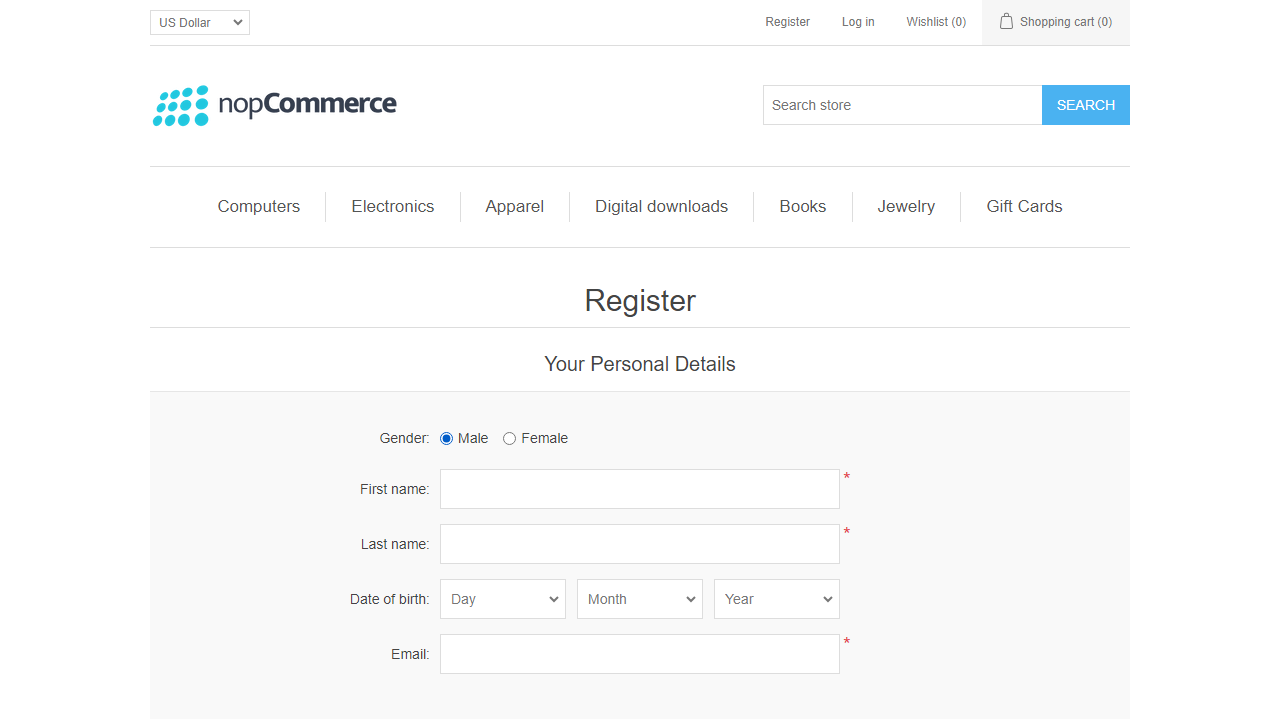 US Dollar Register Log in Wishlist (0) Shopping cart (0)
nopCommerce Search store SEARCH
Computers Electronics Apparel Digital downloads Books Jewelry Gift Cards
Register
Your Personal Details
Gender: Male Female
First name: *
Last name: *
Date of birth: Day Month Year
Email: *